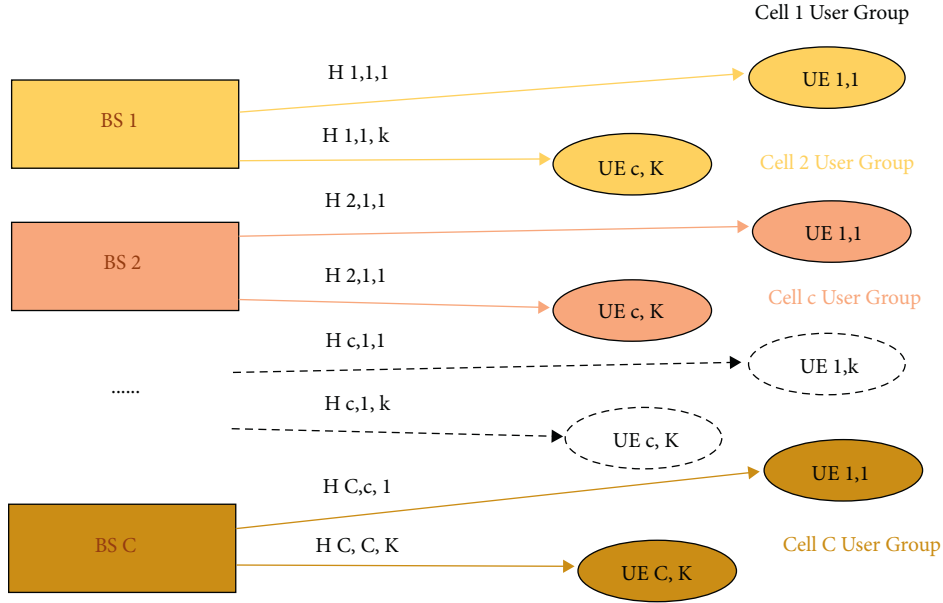 Cell 1 User Group
H 1,1,1
UE 1,1
BS 1
H 1,1, k
UE c, K
Cell 2 User Group
H 2,1,1
UE 1,1
BS 2
H 2,1,1
UE c, K
Cell c User Group
H c,1,1
UE 1,k
......
H c,1, k
UE c, K
UE 1,1
H C,c, 1
BS C
H C, C, K
Cell C User Group
UE C, K